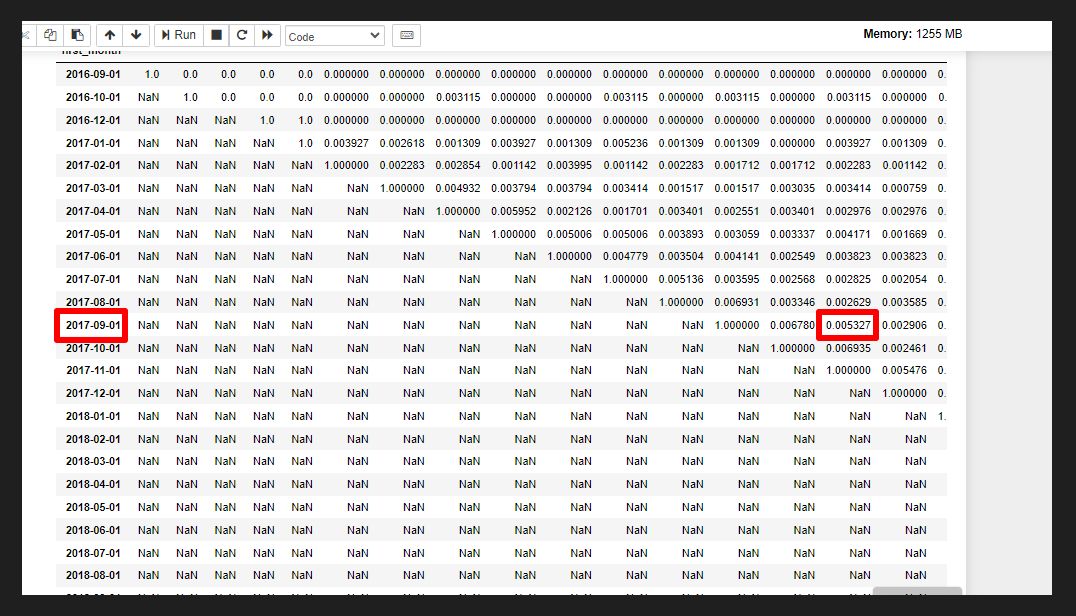 Run Code Memory: 1255 MB
first_month
2016-09-01 1.0 0.0 0.0 0.0 0.0 0.000000 0.000000 0.000000 0.000000 0.000000 0.000000 0.000000 0.000000 0.000000 0.000000 0.000000 0.
2016-10-01 NaN 1.0 0.0 0.0 0.0 0.000000 0.000000 0.003115 0.000000 0.000000 0.003115 0.000000 0.003115 0.000000 0.003115 0.000000 0.
2016-12-01 NaN NaN NaN 1.0 1.0 0.000000 0.000000 0.000000 0.000000 0.000000 0.000000 0.000000 0.000000 0.000000 0.000000 0.000000 0.
2017-01-01 NaN NaN NaN NaN 1.0 0.003927 0.002618 0.001309 0.003927 0.001309 0.005236 0.001309 0.001309 0.000000 0.003927 0.001309 0.
2017-02-01 NaN NaN NaN NaN NaN 1.000000 0.002283 0.002854 0.001142 0.003995 0.001142 0.002283 0.001712 0.001712 0.002283 0.001142 0.
2017-03-01 NaN NaN NaN NaN NaN NaN 1.000000 0.004932 0.003794 0.003794 0.003414 0.001517 0.001517 0.003035 0.003414 0.000759 0.
2017-04-01 NaN NaN NaN NaN NaN NaN NaN 1.000000 0.005952 0.002126 0.001701 0.003401 0.002551 0.003401 0.002976 0.002976 0.
2017-05-01 NaN NaN NaN NaN NaN NaN NaN NaN 1.000000 0.005006 0.005006 0.003893 0.003059 0.003337 0.004171 0.001669 0.
2017-06-01 NaN NaN NaN NaN NaN NaN NaN NaN NaN 1.000000 0.004779 0.003504 0.004141 0.002549 0.003823 0.003823 0.
2017-07-01 NaN NaN NaN NaN NaN NaN NaN NaN NaN NaN 1.000000 0.005136 0.003595 0.002568 0.002825 0.002054 0.
2017-08-01 NaN NaN NaN NaN NaN NaN NaN NaN NaN NaN NaN 1.000000 0.006931 0.003346 0.002629 0.003585 0.
2017-09-01 NaN NaN NaN NaN NaN NaN NaN NaN NaN NaN NaN NaN 1.000000 0.006780 0.005327 0.002906 0.
2017-10-01 NaN NaN NaN NaN NaN NaN NaN NaN NaN NaN NaN NaN NaN 1.000000 0.006935 0.002461 0.
2017-11-01 NaN NaN NaN NaN NaN NaN NaN NaN NaN NaN NaN NaN NaN NaN 1.000000 0.005476 0.
2017-12-01 NaN NaN NaN NaN NaN NaN NaN NaN NaN NaN NaN NaN NaN NaN NaN 1.000000 0.
2018-01-01 NaN NaN NaN NaN NaN NaN NaN NaN NaN NaN NaN NaN NaN NaN NaN NaN 1.
2018-02-01 NaN NaN NaN NaN NaN NaN NaN NaN NaN NaN NaN NaN NaN NaN NaN NaN
2018-03-01 NaN NaN NaN NaN NaN NaN NaN NaN NaN NaN NaN NaN NaN NaN NaN NaN
2018-04-01 NaN NaN NaN NaN NaN NaN NaN NaN NaN NaN NaN NaN NaN NaN NaN NaN
2018-05-01 NaN NaN NaN NaN NaN NaN NaN NaN NaN NaN NaN NaN NaN NaN NaN NaN
2018-06-01 NaN NaN NaN NaN NaN NaN NaN NaN NaN NaN NaN NaN NaN NaN NaN NaN
2018-07-01 NaN NaN NaN NaN NaN NaN NaN NaN NaN NaN NaN NaN NaN NaN NaN NaN
2018-08-01 NaN NaN NaN NaN NaN NaN NaN NaN NaN NaN NaN NaN NaN NaN NaN NaN